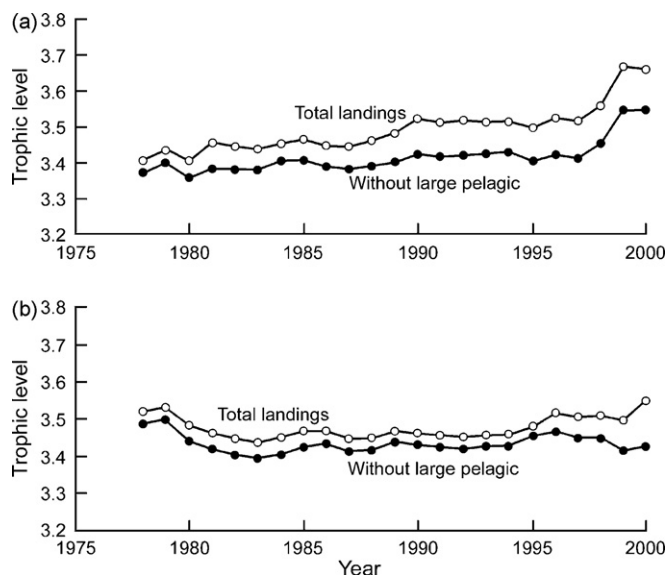 (a)
3.8
3.7
3.6
3.5
3.4
3.3
3.2
Trophic level
Total landings
Without large pelagic
1975 1980 1985 1990 1995 2000
(b)
3.8
3.7
3.6
3.5
3.4
3.3
3.2
Trophic level
Total landings
Without large pelagic
1975 1980 1985 1990 1995 2000
Year